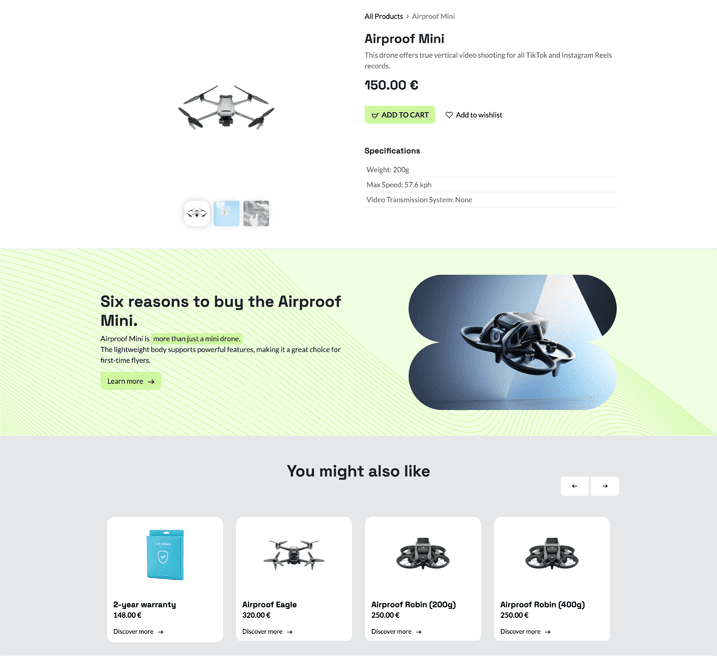 All Products > Airproof Mini
Airproof Mini
This drone offers true vertical video shooting for all TikTok and Instagram Reels
records.
150.00 €
ADD TO CART
Add to wishlist
Specifications
Weight: 200g
Max Speed: 57.6 kph
Video Transmission System: None
Six reasons to buy the Airproof
Mini.
Airproof Mini is more than just a mini drone.
The lightweight body supports powerful features, making it a great choice for
first-time flyers.
Learn more →
You might also like
← →
2-year warranty
148.00 €
Discover more →
Airproof Eagle
320.00 €
Discover more →
Airproof Robin (200g)
250.00 €
Discover more →
Airproof Robin (400g)
250.00 €
Discover more →